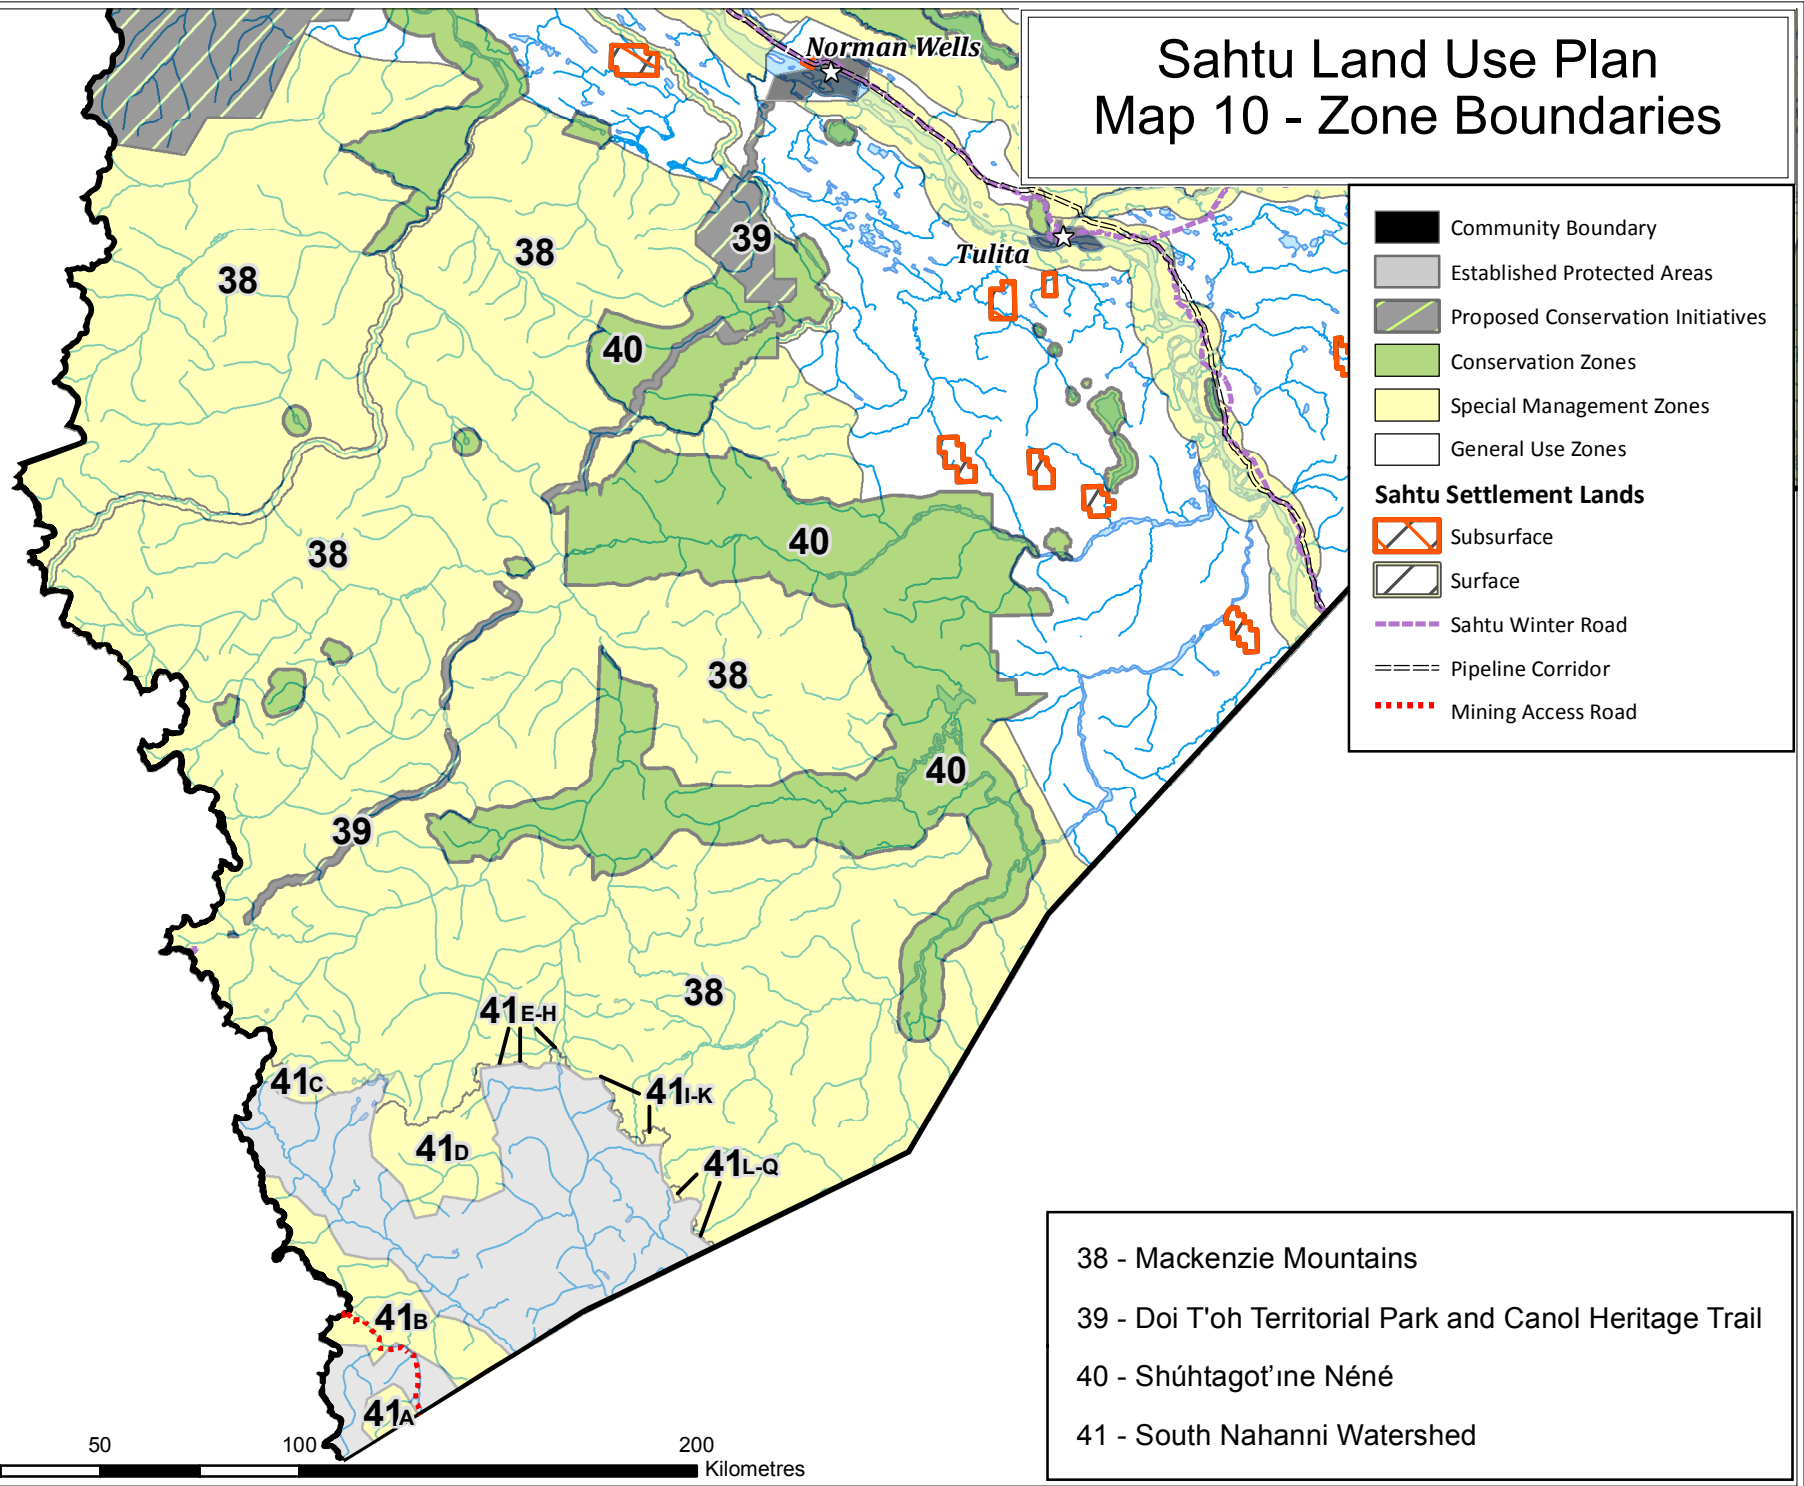 Sahtu Land Use Plan
Map 10 - Zone Boundaries
Norman Wells
Tulita
38
38
39
40
38
40
38
40
39
38
41E-H
41C
41I-K
41D
41L-Q
41B
41A
Community Boundary
Established Protected Areas
Proposed Conservation Initiatives
Conservation Zones
Special Management Zones
General Use Zones
Sahtu Settlement Lands
Subsurface
Surface
Sahtu Winter Road
Pipeline Corridor
Mining Access Road
38 - Mackenzie Mountains
39 - Doi T'oh Territorial Park and Canol Heritage Trail
40 - Shúhtagot’ıne Néné
41 - South Nahanni Watershed
50 100 200
Kilometres